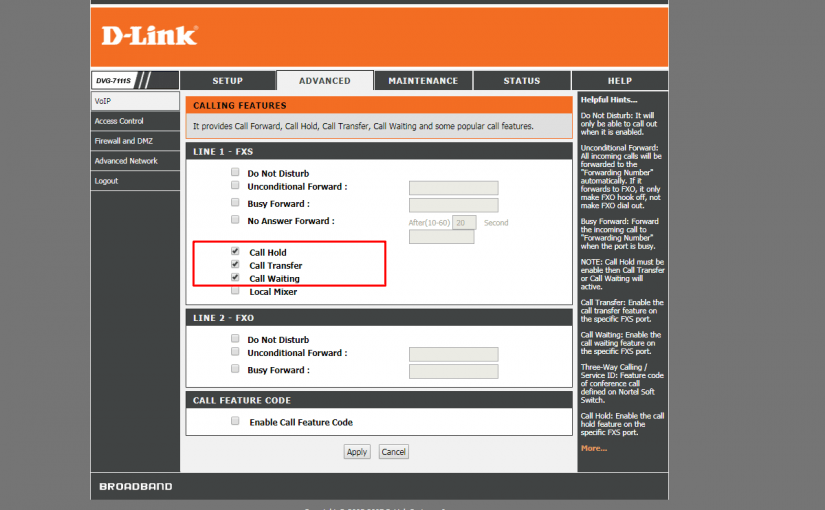 D-Link®
DVG-7111S
SETUP
ADVANCED
MAINTENANCE
STATUS
HELP
VoIP
Access Control
Firewall and DMZ
Advanced Network
Logout
CALLING FEATURES
It provides Call Forward, Call Hold, Call Transfer, Call Waiting and some popular call features.
LINE 1 - FXS
Do Not Disturb
Unconditional Forward :
Busy Forward :
No Answer Forward :
After(10-60) 20 Second
Call Hold
Call Transfer
Call Waiting
Local Mixer
LINE 2 - FXO
Do Not Disturb
Unconditional Forward :
Busy Forward :
CALL FEATURE CODE
Enable Call Feature Code
Apply
Cancel
Helpful Hints...
Do Not Disturb: It will
only be able to call out
when it is enabled.
Unconditional Forward:
All incoming calls will be
forwarded to the
"Forwarding Number"
automatically. If it
forwards to FXO, it only
make FXO hook off, not
make FXO dial out.
Busy Forward: Forward
the incoming call to
"Forwarding Number"
when the port is busy.
NOTE: Call Hold must be
enable then Call Transfer
or Call Waiting will
active.
Call Transfer: Enable the
call transfer feature on
the specific FXS port.
Call Waiting: Enable the
call waiting feature on
the specific FXS port.
Three-Way Calling /
Service ID: Feature code
of conference call
defined on Nortel Soft
Switch.
Call Hold: Enable the call
hold feature on the
specific FXS port.
More...
BROADBAND